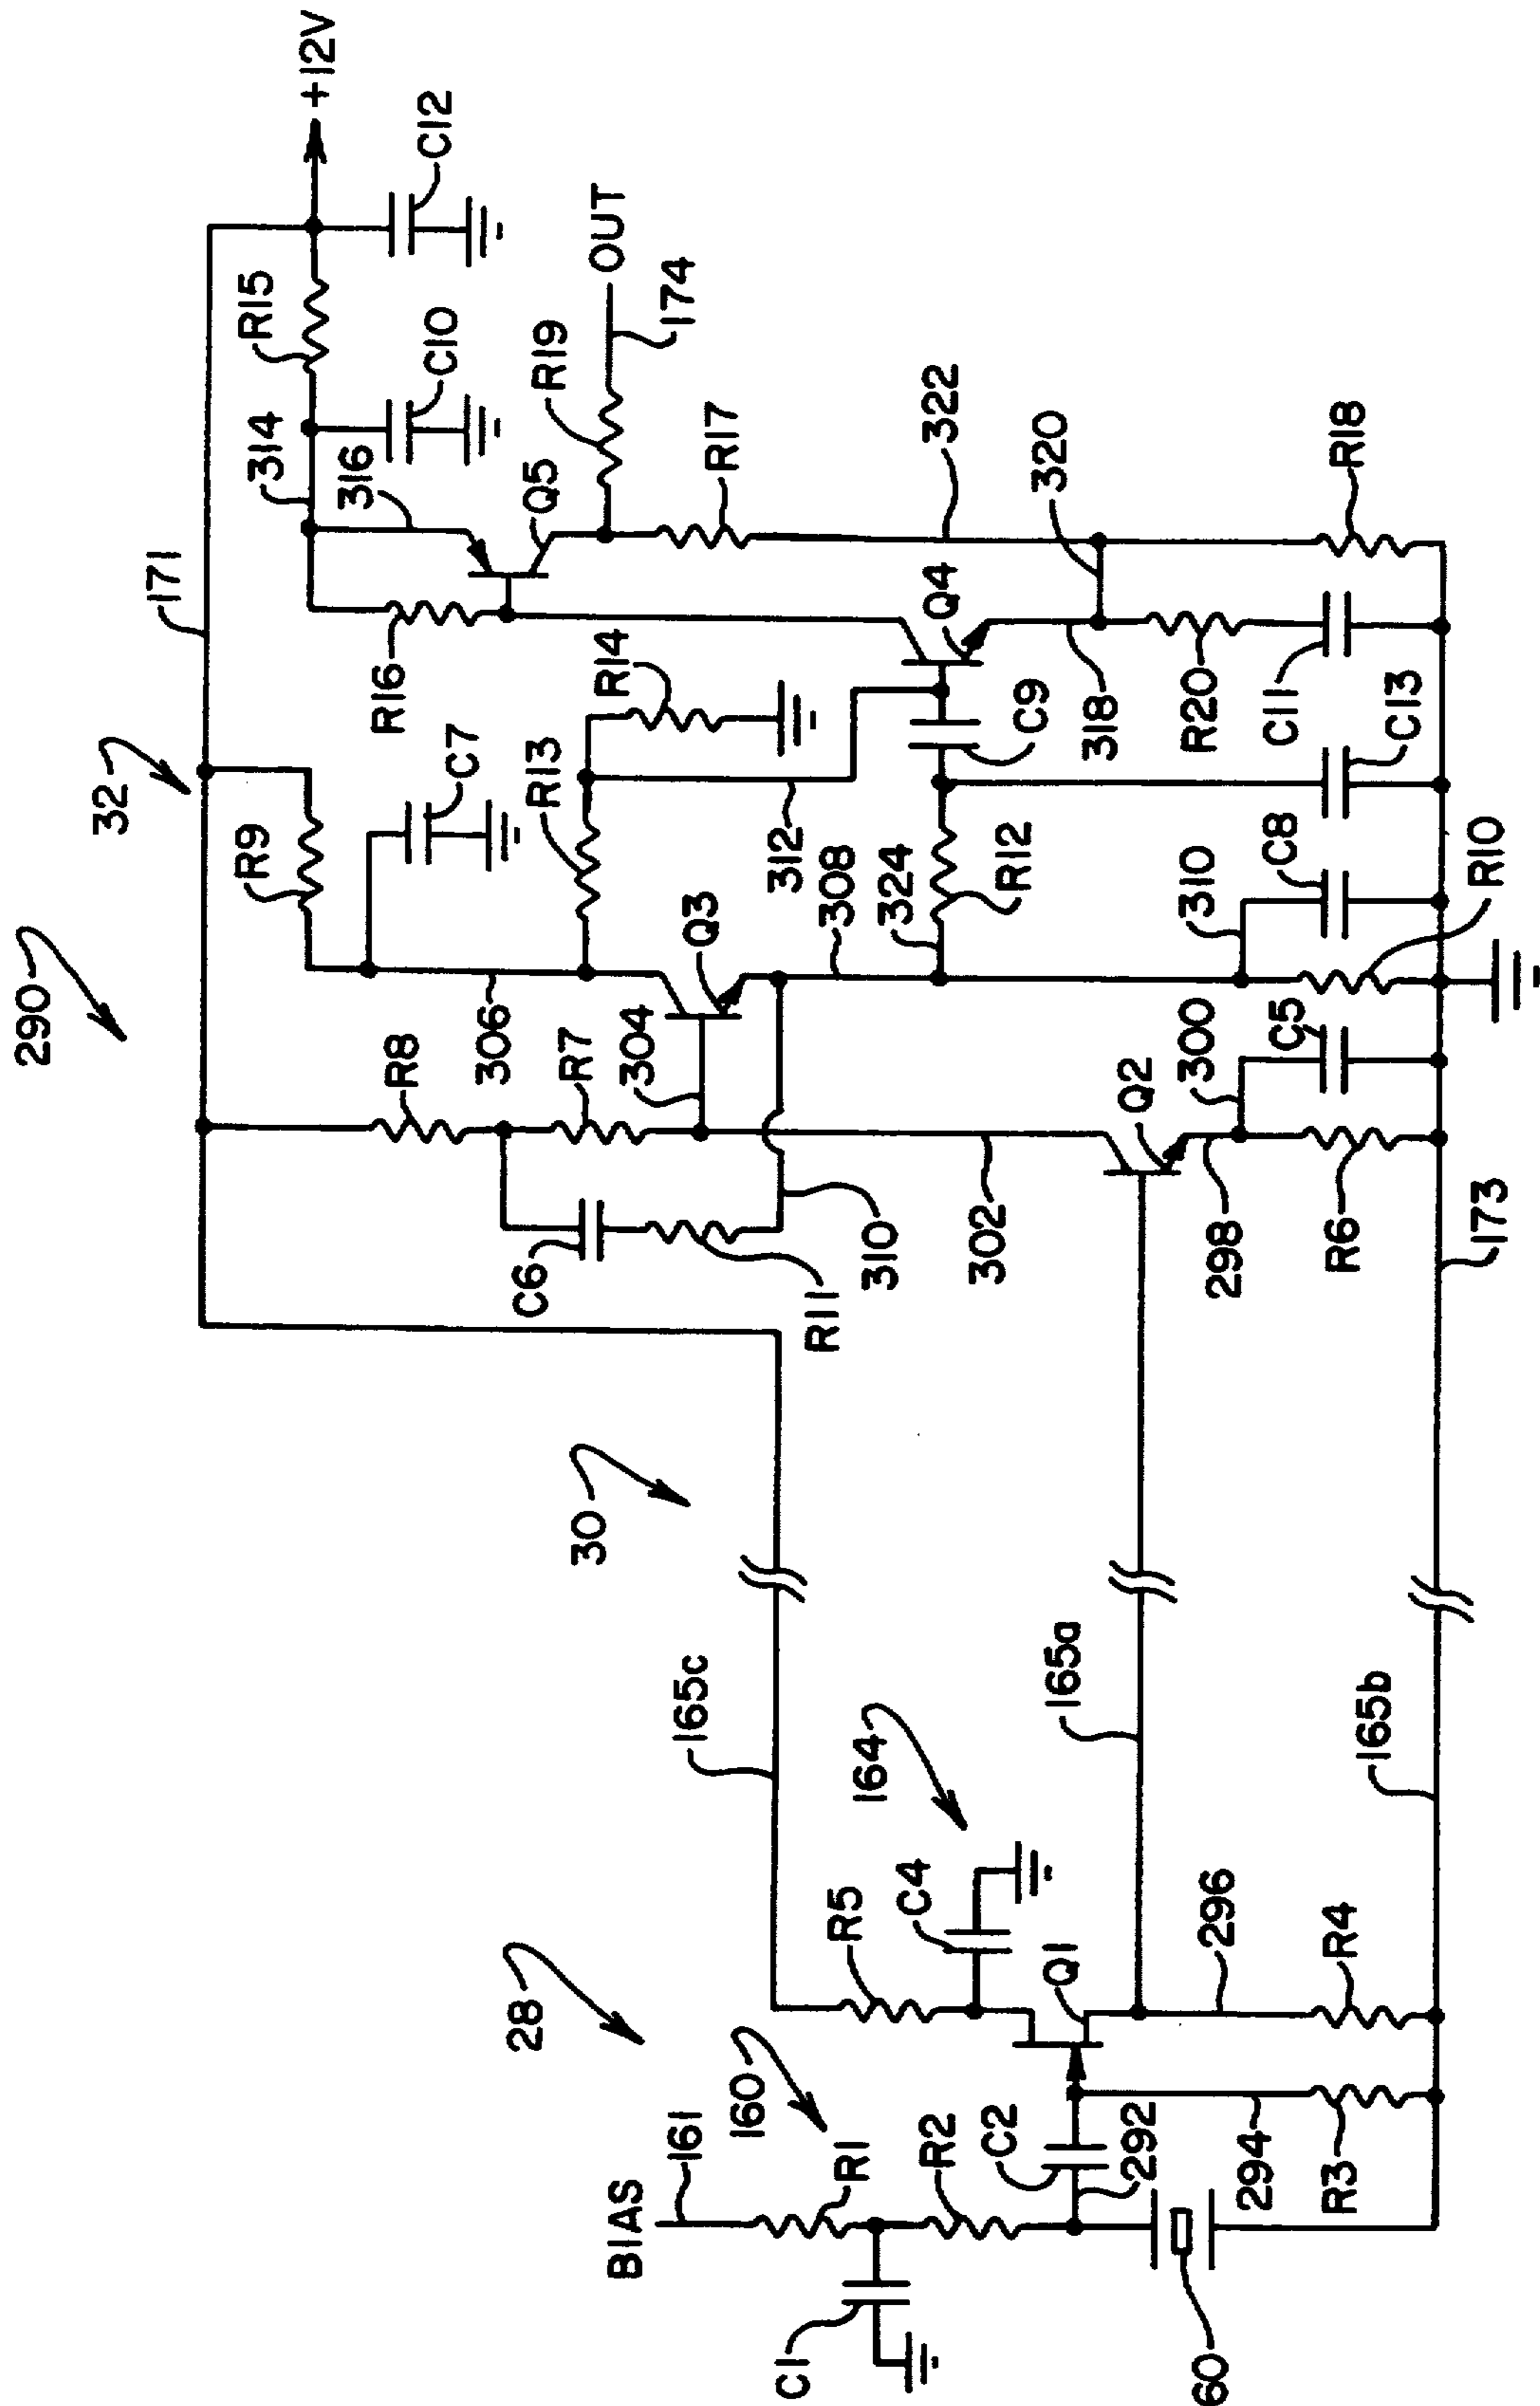 290
32
171
+12V
R15
C12
314
C10
316
Q5
R19
OUT
174
R16
R17
322
320
R18
Q4
R14
R9
C7
R13
C9
318
R20
C11
C13
312
308
324
R12
310
C8
R10
Q3
306
304
R8
R7
C6
R11
310
302
Q2
300
C5
298
R6
173
30
165c
165a
165b
164
28
R5
C4
Q1
296
R4
160
BIAS
161
R1
R2
C2
292
294
R3
C1
60